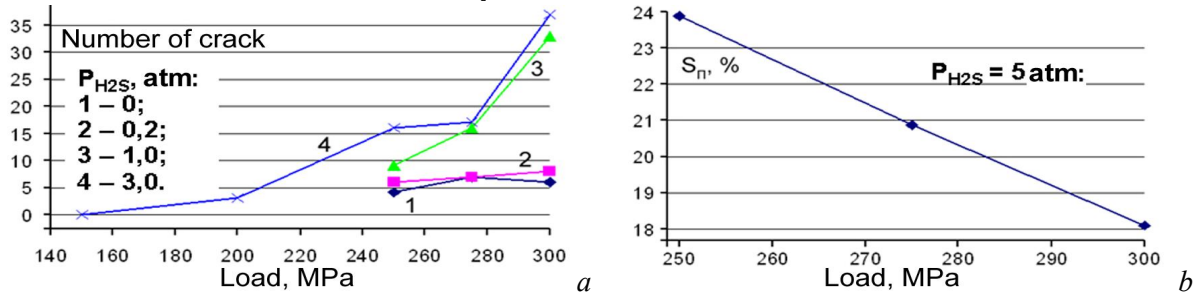 35
30
25
20
15
10
5
0
Number of crack
P_H2S, atm:
1 – 0;
2 – 0,2;
3 – 1,0;
4 – 3,0.
4
3
2
1
140 160 180 200 220 240 260 280 300
Load, MPa
a
24
23
22
21
20
19
18
Sп, %
P_H2S = 5 atm:
250 260 270 280 290 300
Load, MPa
b